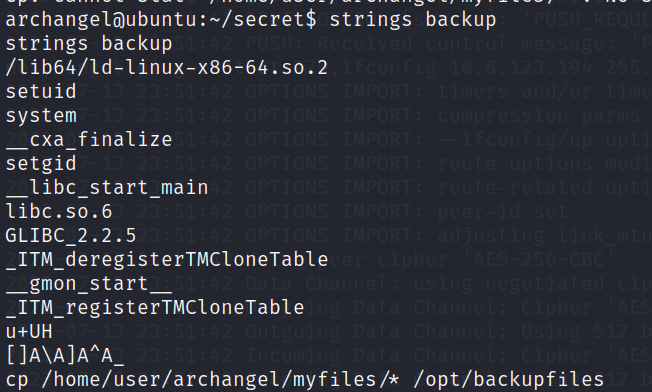 archangel@ubuntu:~/secret$ strings backup
strings backup
/lib64/ld-linux-x86-64.so.2
setuid
system
__cxa_finalize
setgid
__libc_start_main
libc.so.6
GLIBC_2.2.5
_ITM_deregisterTMCloneTable
__gmon_start__
_ITM_registerTMCloneTable
u+UH
[]A\A]A^A_
cp /home/user/archangel/myfiles/* /opt/backupfiles